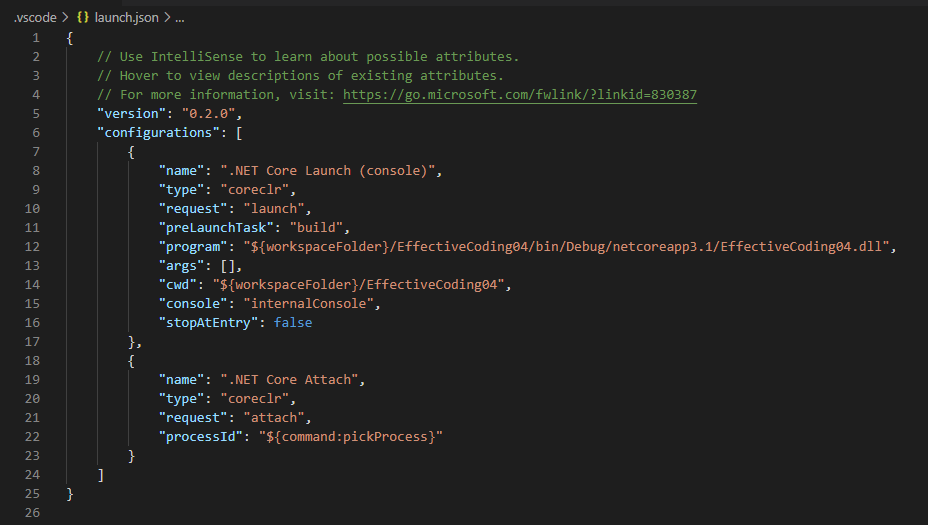 .vscode > {} launch.json > ...
1 {
2 // Use IntelliSense to learn about possible attributes.
3 // Hover to view descriptions of existing attributes.
4 // For more information, visit: https://go.microsoft.com/fwlink/?linkid=830387
5 "version": "0.2.0",
6 "configurations": [
7 {
8 "name": ".NET Core Launch (console)",
9 "type": "coreclr",
10 "request": "launch",
11 "preLaunchTask": "build",
12 "program": "${workspaceFolder}/EffectiveCoding04/bin/Debug/netcoreapp3.1/EffectiveCoding04.dll",
13 "args": [],
14 "cwd": "${workspaceFolder}/EffectiveCoding04",
15 "console": "internalConsole",
16 "stopAtEntry": false
17 },
18 {
19 "name": ".NET Core Attach",
20 "type": "coreclr",
21 "request": "attach",
22 "processId": "${command:pickProcess}"
23 }
24 ]
25 }
26